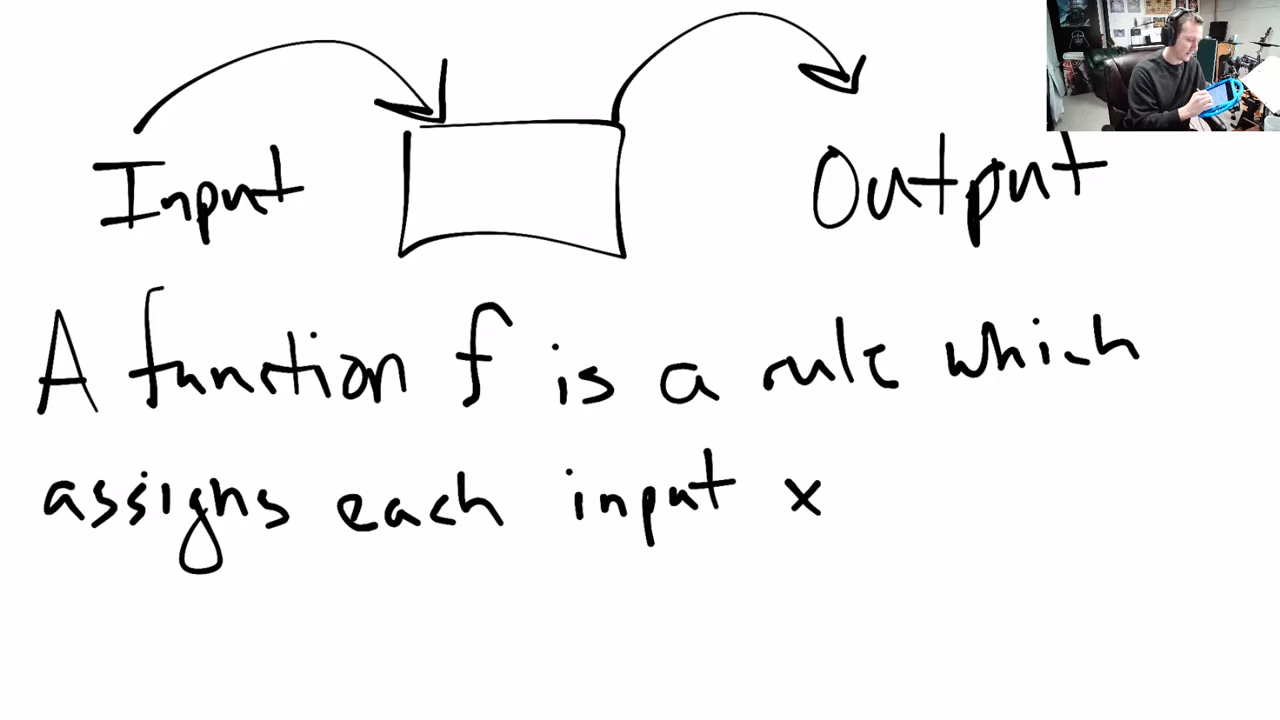 Input Output
A function f is a rule which
assigns each input x